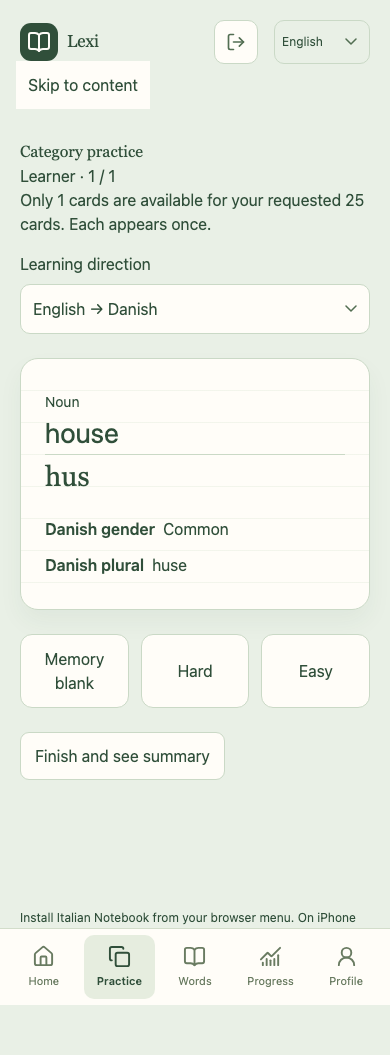 Lexi
English
Skip to content
Category practice
Learner · 1 / 1
Only 1 cards are available for your requested 25
cards. Each appears once.
Learning direction
English → Danish
Noun
house
hus
Danish gender Common
Danish plural huse
Memory
blank
Hard
Easy
Finish and see summary
Install Italian Notebook from your browser menu. On iPhone
Home
Practice
Words
Progress
Profile